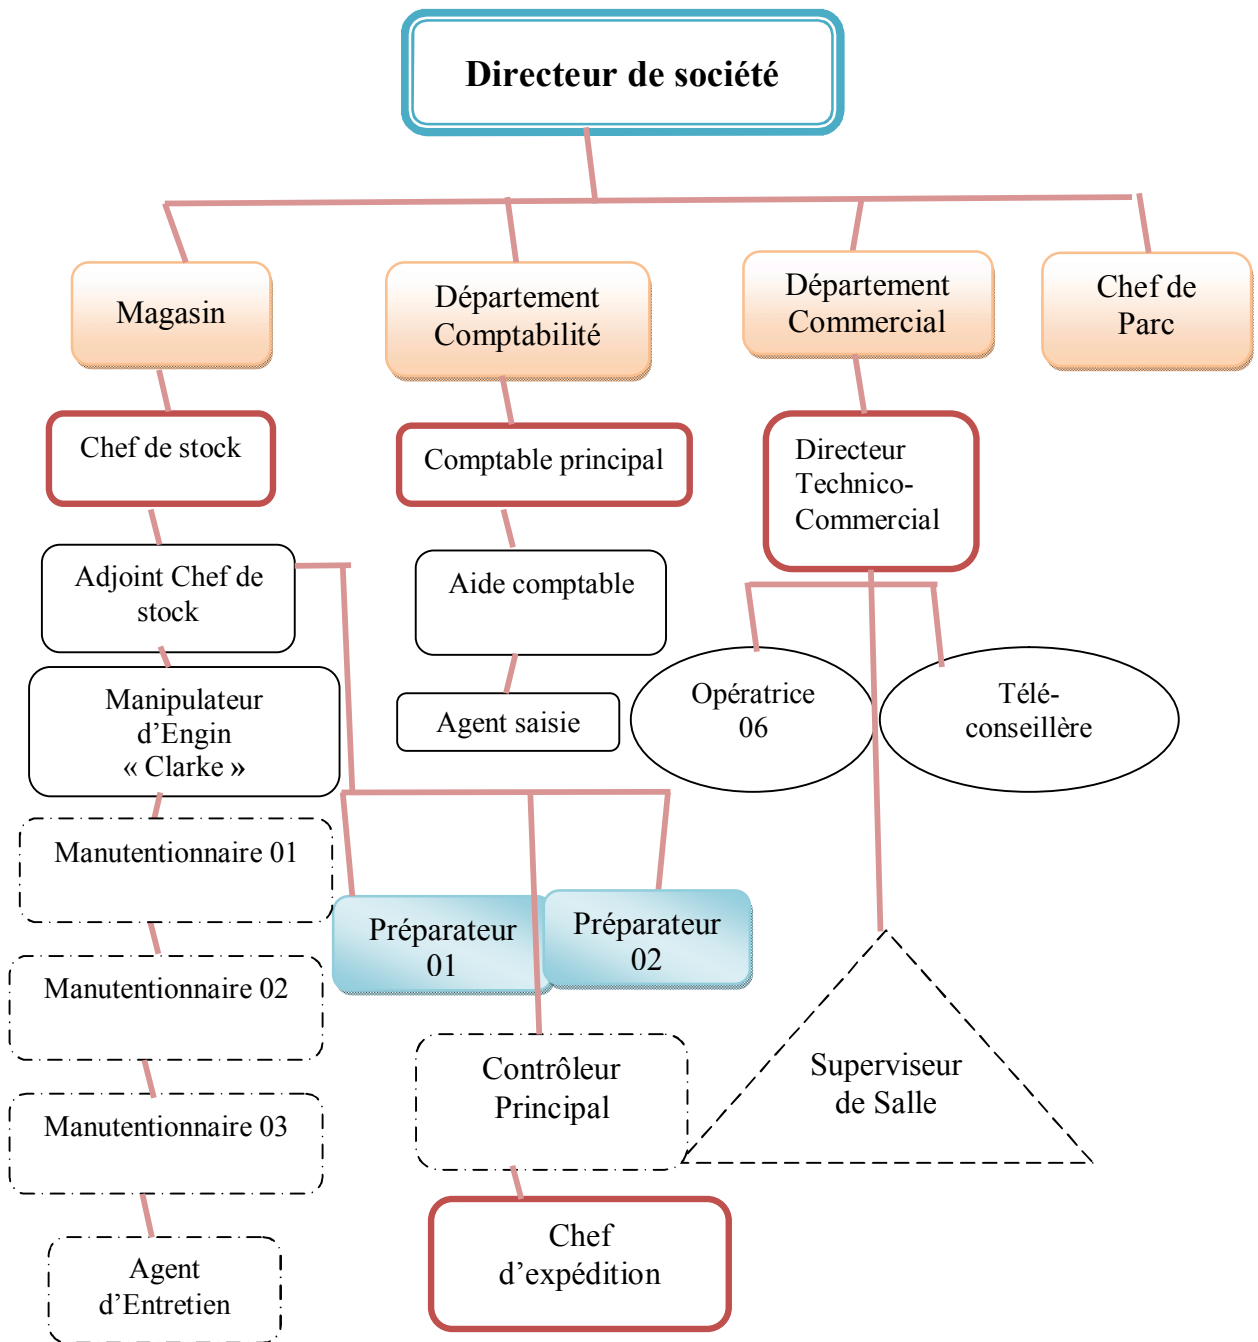 Directeur de société
Magasin
Département
Comptabilité
Département
Commercial
Chef de
Parc
Chef de stock
Comptable principal
Directeur
Technico-
Commercial
Adjoint Chef de
stock
Aide comptable
Manipulateur
d’Engin
« Clarke »
Agent saisie
Opératrice
06
Télé-
conseillère
Manutentionnaire 01
Préparateur
01
Préparateur
02
Manutentionnaire 02
Contrôleur
Principal
Superviseur
de Salle
Manutentionnaire 03
Chef
d’expédition
Agent
d’Entretien